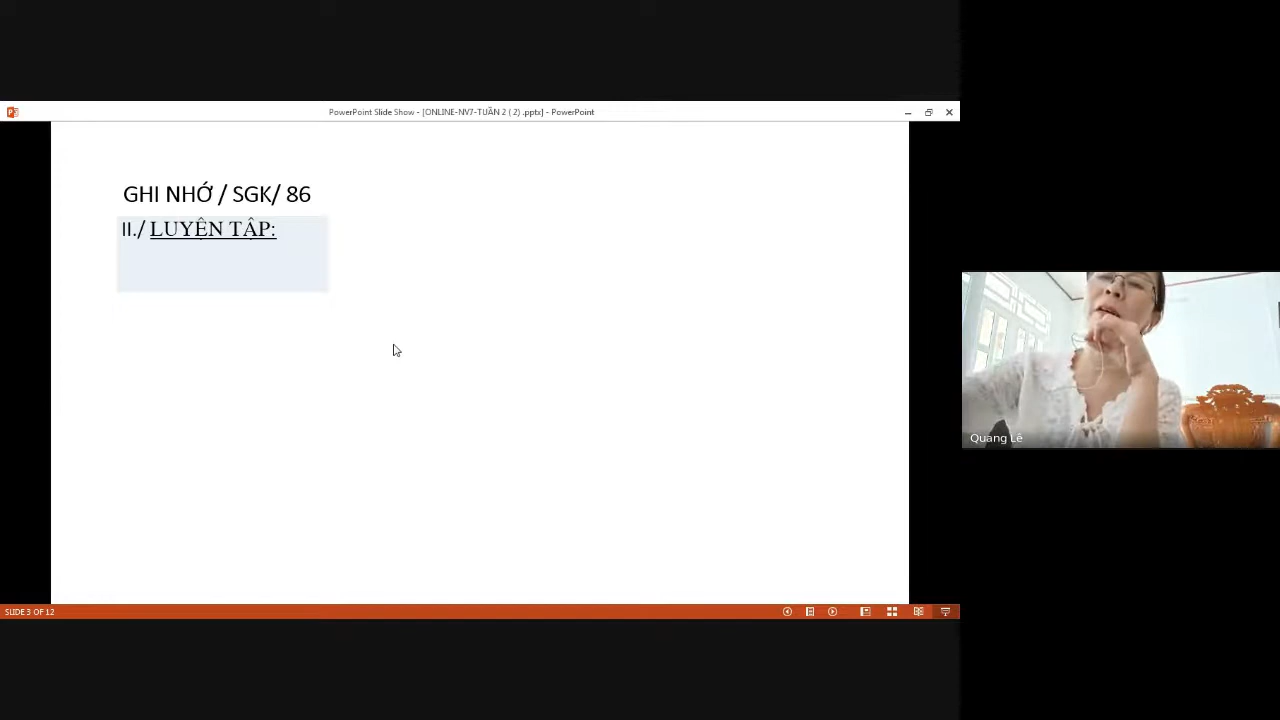 PowerPoint Slide Show - [ONLINE-NV7-TUẦN 2 ( 2) .pptx] - PowerPoint
GHI NHỚ / SGK/ 86
II./ LUYỆN TẬP:
Quang Lê
SLIDE 3 OF 12